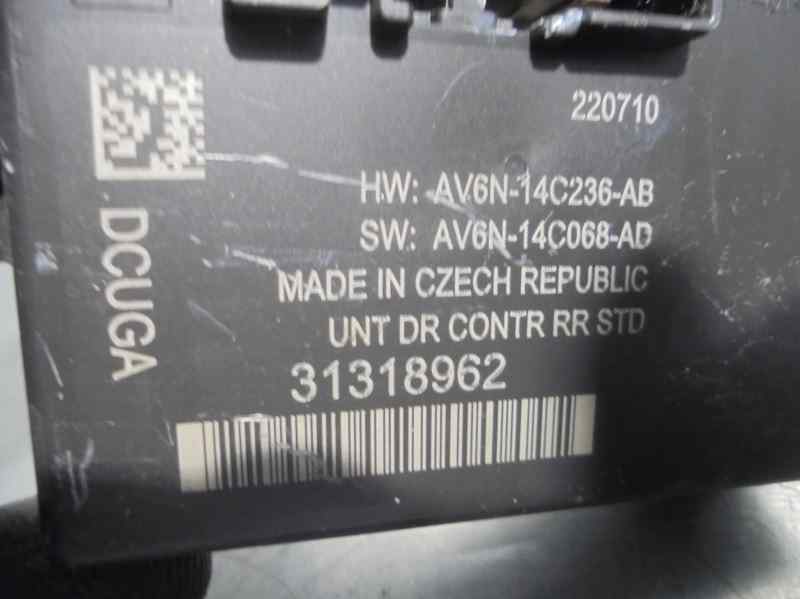 220710
HW: AV6N-14C236-AB
SW: AV6N-14C068-AD
MADE IN CZECH REPUBLIC
UNT DR CONTR RR STD
31318962
DCUGA